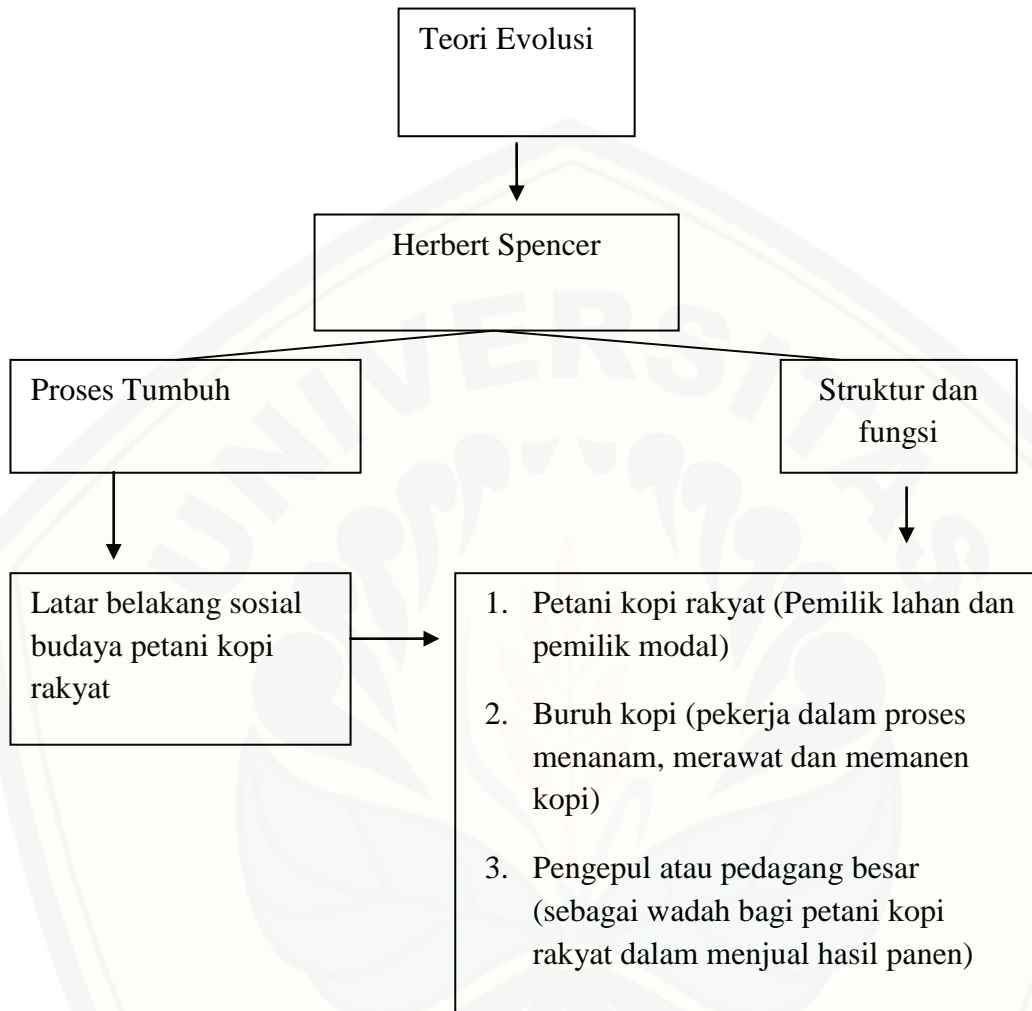 Teori Evolusi
Herbert Spencer
Proses Tumbuh
Struktur dan
fungsi
Latar belakang sosial
budaya petani kopi
rakyat
1. Petani kopi rakyat (Pemilik lahan dan
pemilik modal)
2. Buruh kopi (pekerja dalam proses
menanam, merawat dan memanen
kopi)
3. Pengepul atau pedagang besar
(sebagai wadah bagi petani kopi
rakyat dalam menjual hasil panen)
UNIVERSITAS